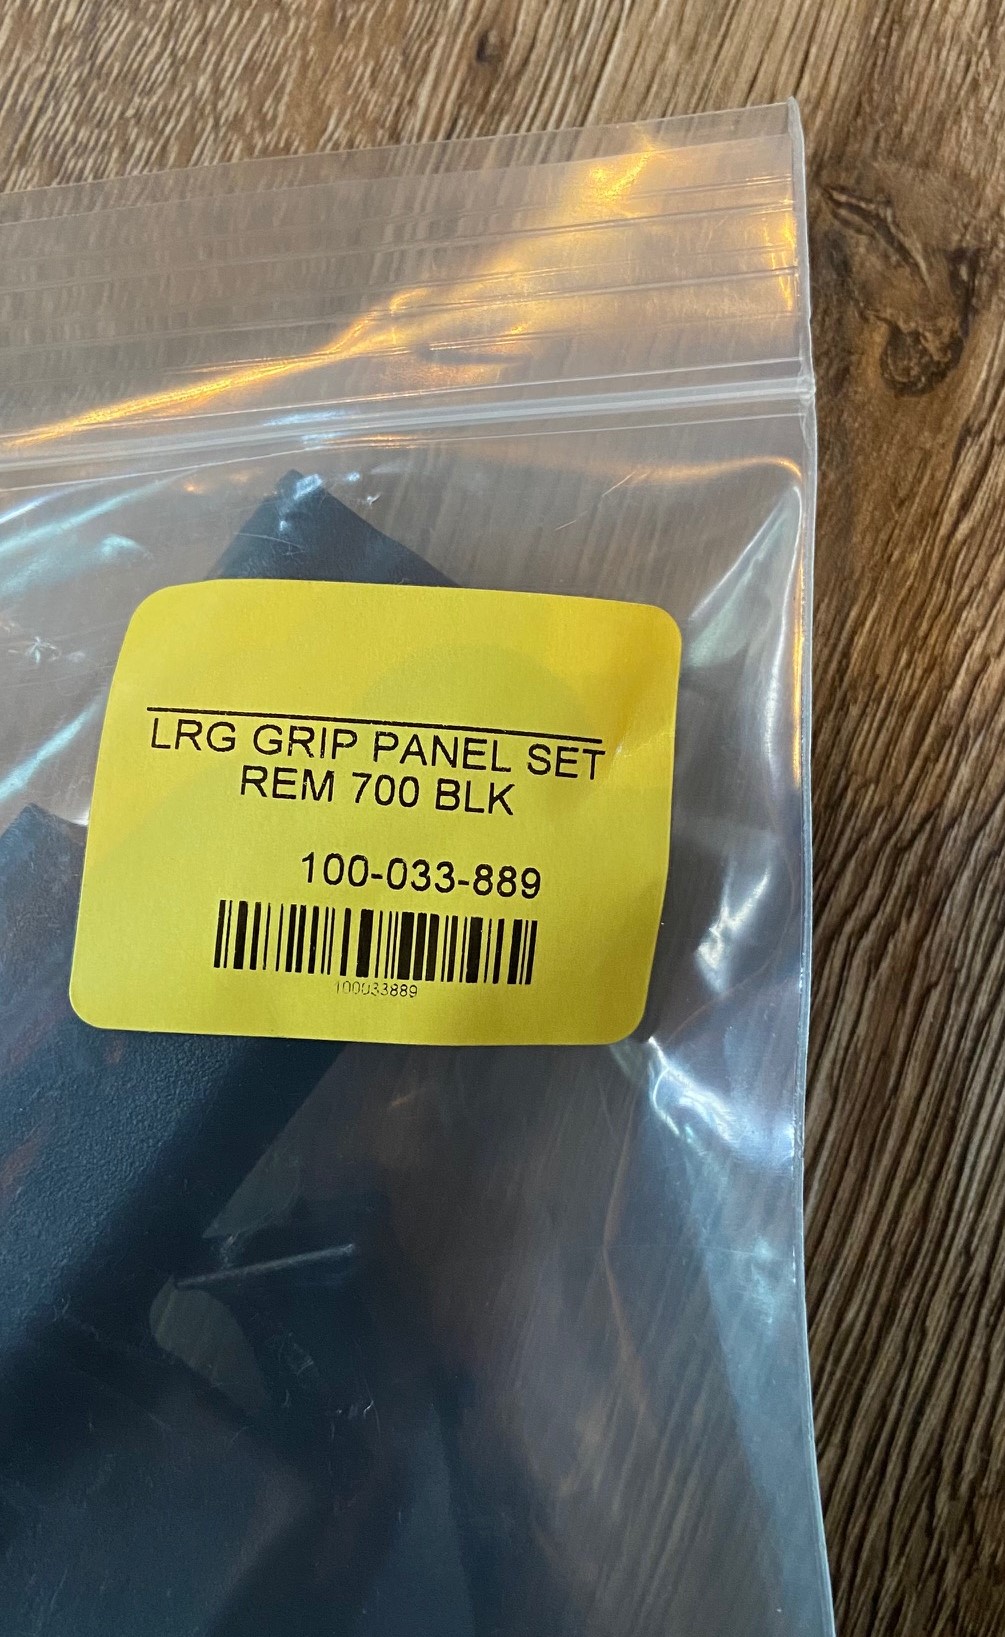 LRG GRIP PANEL SET
REM 700 BLK
100-033-889
100033889